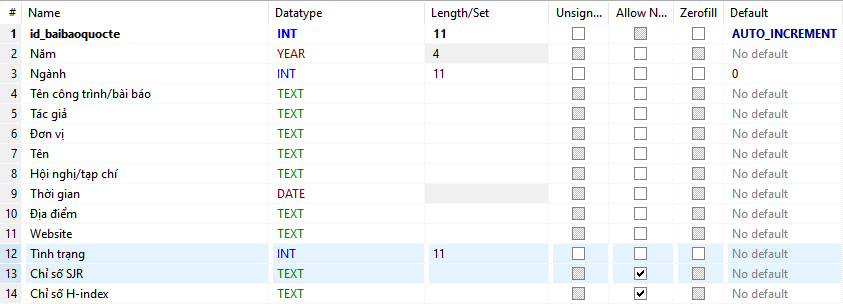 # Name Datatype Length/Set Unsign... Allow N... Zerofill Default
1 id_baibaoquocte INT 11 AUTO_INCREMENT
2 Năm YEAR 4 No default
3 Ngành INT 11 0
4 Tên công trình/bài báo TEXT No default
5 Tác giả TEXT No default
6 Đơn vị TEXT No default
7 Tên TEXT No default
8 Hội nghị/tạp chí TEXT No default
9 Thời gian DATE No default
10 Địa điểm TEXT No default
11 Website TEXT No default
12 Tình trạng INT 11 No default
13 Chỉ số SJR TEXT No default
14 Chỉ số H-index TEXT No default